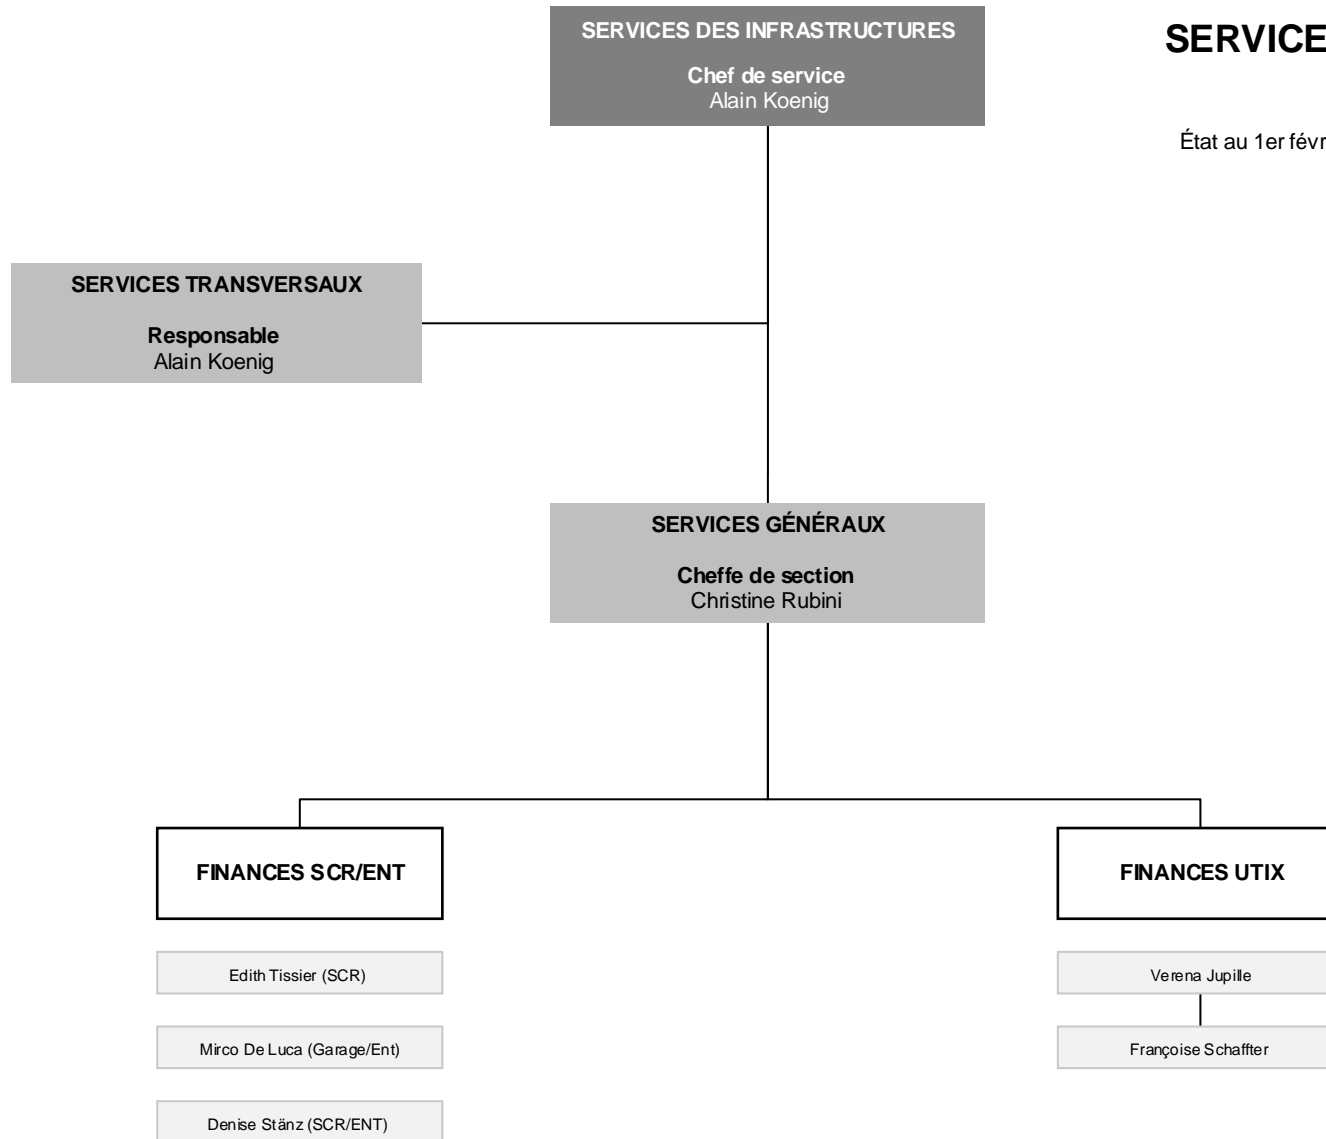 SERVICES DES INFRASTRUCTURES
Chef de service
Alain Koenig
SERVICE
État au 1er févr
SERVICES TRANSVERSAUX
Responsable
Alain Koenig
SERVICES GÉNÉRAUX
Cheffe de section
Christine Rubini
FINANCES SCR/ENT
FINANCES UTIX
Edith Tissier (SCR)
Verena Jupille
Mirco De Luca (Garage/Ent)
Françoise Schaffter
Denise Stänz (SCR/ENT)